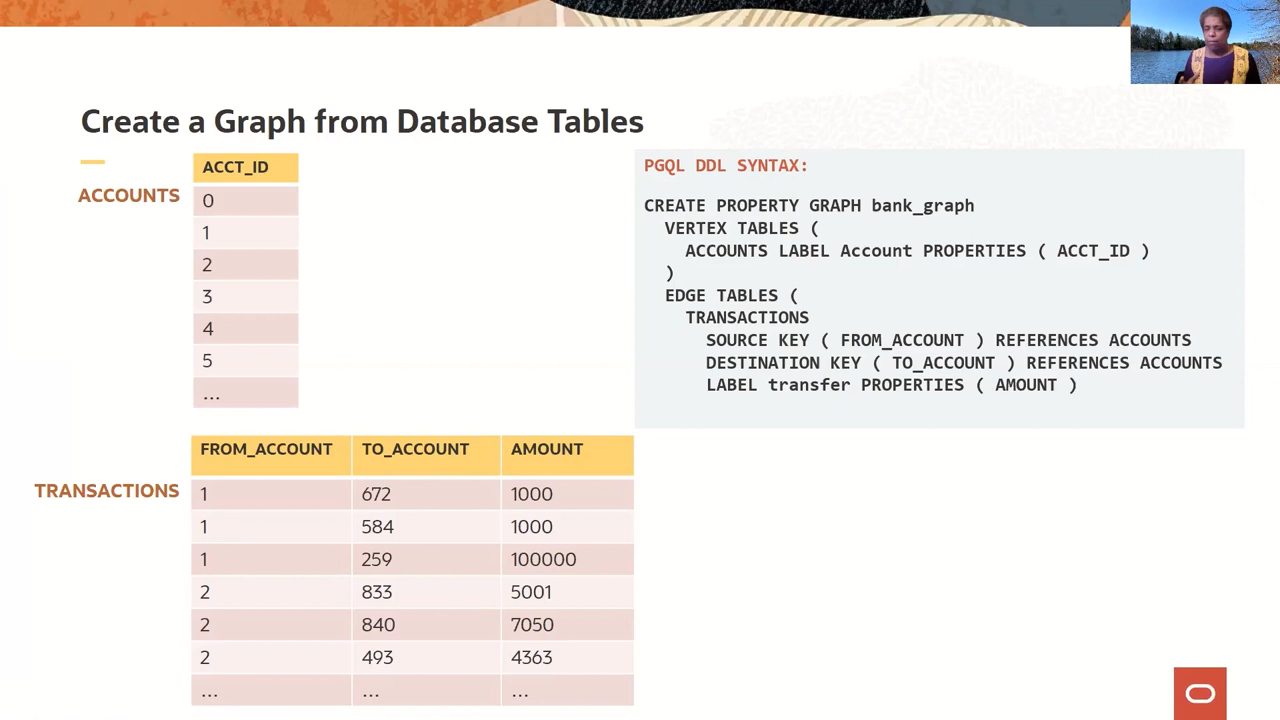 Create a Graph from Database Tables
ACCOUNTS
ACCT_ID
0
1
2
3
4
5
...
PGQL DDL SYNTAX:
CREATE PROPERTY GRAPH bank_graph
VERTEX TABLES (
ACCOUNTS LABEL Account PROPERTIES ( ACCT_ID )
)
EDGE TABLES (
TRANSACTIONS
SOURCE KEY ( FROM_ACCOUNT ) REFERENCES ACCOUNTS
DESTINATION KEY ( TO_ACCOUNT ) REFERENCES ACCOUNTS
LABEL transfer PROPERTIES ( AMOUNT )
TRANSACTIONS
FROM_ACCOUNT TO_ACCOUNT AMOUNT
1 672 1000
1 584 1000
1 259 100000
2 833 5001
2 840 7050
2 493 4363
... ... ...